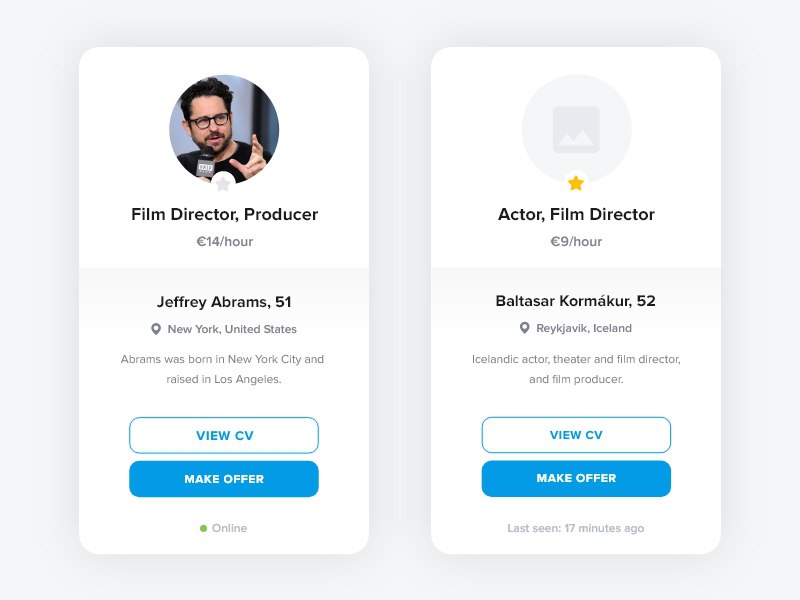 Film Director, Producer
€14/hour
Jeffrey Abrams, 51
New York, United States
Abrams was born in New York City and
raised in Los Angeles.
VIEW CV
MAKE OFFER
Online
Actor, Film Director
€9/hour
Baltasar Kormákur, 52
Reykjavik, Iceland
Icelandic actor, theater and film director,
and film producer.
VIEW CV
MAKE OFFER
Last seen: 17 minutes ago